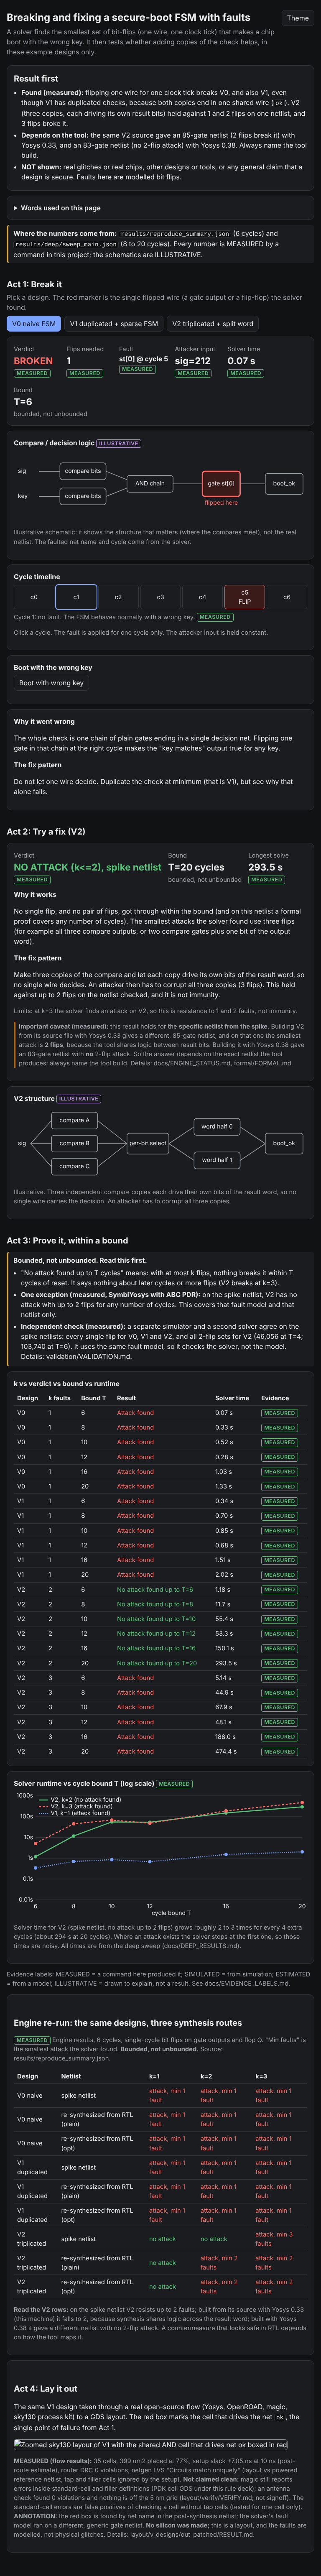 Breaking and fixing a secure-boot FSM with faults
Theme
A solver finds the smallest set of bit-flips (one wire, one clock tick) that makes a chip
boot with the wrong key. It then tests whether adding copies of the check helps, in
these example designs only.
Result first
• Found (measured): flipping one wire for one clock tick breaks V0, and also V1, even
though V1 has duplicated checks, because both copies end in one shared wire ( ok ). V2
(three copies, each driving its own result bits) held against 1 and 2 flips on one netlist, and
3 flips broke it.
• Depends on the tool: the same V2 source gave an 85-gate netlist (2 flips break it) with
Yosys 0.33, and an 83-gate netlist (no 2-flip attack) with Yosys 0.38. Always name the tool
build.
• NOT shown: real glitches or real chips, other designs or tools, or any general claim that a
design is secure. Faults here are modelled bit flips.
▶ Words used on this page
Where the numbers come from: results/reproduce_summary.json (6 cycles) and
results/deep/sweep_main.json (8 to 20 cycles). Every number is MEASURED by a
command in this project; the schematics are ILLUSTRATIVE.
Act 1: Break it
Pick a design. The red marker is the single flipped wire (a gate output or a flip-flop) the solver
found.
V0 naive FSM
V1 duplicated + sparse FSM
V2 triplicated + split word
Verdict
BROKEN
MEASURED
Flips needed
1
MEASURED
Fault
st[0] @ cycle 5
MEASURED
Attacker input
sig=212
MEASURED
Solver time
0.07 s
MEASURED
Bound
T=6
bounded, not unbounded
Compare / decision logic ILLUSTRATIVE
sig
key
compare bits
compare bits
AND chain
gate st[0]
flipped here
boot_ok
Illustrative schematic: it shows the structure that matters (where the compares meet), not the real
netlist. The faulted net name and cycle come from the solver.
Cycle timeline
c0
c1
c2
c3
c4
c5
FLIP
c6
Cycle 1: no fault. The FSM behaves normally with a wrong key. MEASURED
Click a cycle. The fault is applied for one cycle only. The attacker input is held constant.
Boot with the wrong key
Boot with wrong key
Why it went wrong
The whole check is one chain of plain gates ending in a single decision net. Flipping one
gate in that chain at the right cycle makes the "key matches" output true for any key.
The fix pattern
Do not let one wire decide. Duplicate the check at minimum (that is V1), but see why that
alone fails.
Act 2: Try a fix (V2)
Verdict
NO ATTACK (k<=2), spike netlist
MEASURED
Bound
T=20 cycles
bounded, not unbounded
Longest solve
293.5 s
MEASURED
Why it works
No single flip, and no pair of flips, got through within the bound (and on this netlist a formal
proof covers any number of cycles). The smallest attacks the solver found use three flips
(for example all three compare outputs, or two compare gates plus one bit of the output
word).
The fix pattern
Make three copies of the compare and let each copy drive its own bits of the result word, so
no single wire decides. An attacker then has to corrupt all three copies (3 flips). This held
against up to 2 flips on the netlist checked, and it is not immunity.
Limits: at k=3 the solver finds an attack on V2, so this is resistance to 1 and 2 faults, not immunity.
Important caveat (measured): this result holds for the specific netlist from the spike. Building V2
from its source file with Yosys 0.33 gives a different, 85-gate netlist, and on that one the smallest
attack is 2 flips, because the tool shares logic between result bits. Building it with Yosys 0.38 gave
an 83-gate netlist with no 2-flip attack. So the answer depends on the exact netlist the tool
produces: always name the tool build. Details: docs/ENGINE_STATUS.md, formal/FORMAL.md.
V2 structure ILLUSTRATIVE
sig
compare A
compare B
compare C
per-bit select
word half 0
word half 1
boot_ok
Illustrative. Three independent compare copies each drive their own bits of the result word, so no
single wire carries the decision. An attacker has to corrupt all three copies.
Act 3: Prove it, within a bound
Bounded, not unbounded. Read this first.
• "No attack found up to T cycles" means: with at most k flips, nothing breaks it within T
cycles of reset. It says nothing about later cycles or more flips (V2 breaks at k=3).
• One exception (measured, SymbiYosys with ABC PDR): on the spike netlist, V2 has no
attack with up to 2 flips for any number of cycles. This covers that fault model and that
netlist only.
• Independent check (measured): a separate simulator and a second solver agree on the
spike netlists: every single flip for V0, V1 and V2, and all 2-flip sets for V2 (46,056 at T=4;
103,740 at T=6). It uses the same fault model, so it checks the solver, not the model.
Details: validation/VALIDATION.md.
k vs verdict vs bound vs runtime
Design k faults Bound T Result Solver time Evidence
V0 1 6 Attack found 0.07 s MEASURED
V0 1 8 Attack found 0.33 s MEASURED
V0 1 10 Attack found 0.52 s MEASURED
V0 1 12 Attack found 0.28 s MEASURED
V0 1 16 Attack found 1.03 s MEASURED
V0 1 20 Attack found 1.33 s MEASURED
V1 1 6 Attack found 0.34 s MEASURED
V1 1 8 Attack found 0.70 s MEASURED
V1 1 10 Attack found 0.85 s MEASURED
V1 1 12 Attack found 0.68 s MEASURED
V1 1 16 Attack found 1.51 s MEASURED
V1 1 20 Attack found 2.02 s MEASURED
V2 2 6 No attack found up to T=6 1.18 s MEASURED
V2 2 8 No attack found up to T=8 11.7 s MEASURED
V2 2 10 No attack found up to T=10 55.4 s MEASURED
V2 2 12 No attack found up to T=12 53.3 s MEASURED
V2 2 16 No attack found up to T=16 150.1 s MEASURED
V2 2 20 No attack found up to T=20 293.5 s MEASURED
V2 3 6 Attack found 5.14 s MEASURED
V2 3 8 Attack found 44.9 s MEASURED
V2 3 10 Attack found 67.9 s MEASURED
V2 3 12 Attack found 48.1 s MEASURED
V2 3 16 Attack found 188.0 s MEASURED
V2 3 20 Attack found 474.4 s MEASURED
Solver runtime vs cycle bound T (log scale) MEASURED
V2, k=2 (no attack found)
V2, k=3 (attack found)
V1, k=1 (attack found)
1000s
100s
10s
1s
0.1s
0.01s
6 8 10 12 16 20
cycle bound T
Solver time for V2 (spike netlist, no attack up to 2 flips) grows roughly 2 to 3 times for every 4 extra
cycles (about 294 s at 20 cycles). Where an attack exists the solver stops at the first one, so those
times are noisy. All times are from the deep sweep (docs/DEEP_RESULTS.md).
Evidence labels: MEASURED = a command here produced it; SIMULATED = from simulation; ESTIMATED
= from a model; ILLUSTRATIVE = drawn to explain, not a result. See docs/EVIDENCE_LABELS.md.
Engine re-run: the same designs, three synthesis routes
MEASURED Engine results, 6 cycles, single-cycle bit flips on gate outputs and flop Q. "Min faults" is
the smallest attack the solver found. Bounded, not unbounded. Source:
results/reproduce_summary.json.
Design Netlist k=1 k=2 k=3
V0 naive spike netlist attack, min 1 fault attack, min 1 fault attack, min 1 fault
V0 naive re-synthesized from RTL (plain) attack, min 1 fault attack, min 1 fault attack, min 1 fault
V0 naive re-synthesized from RTL (opt) attack, min 1 fault attack, min 1 fault attack, min 1 fault
V1 duplicated spike netlist attack, min 1 fault attack, min 1 fault attack, min 1 fault
V1 duplicated re-synthesized from RTL (plain) attack, min 1 fault attack, min 1 fault attack, min 1 fault
V1 duplicated re-synthesized from RTL (opt) attack, min 1 fault attack, min 1 fault attack, min 1 fault
V2 triplicated spike netlist no attack no attack attack, min 3 faults
V2 triplicated re-synthesized from RTL (plain) no attack attack, min 2 faults attack, min 2 faults
V2 triplicated re-synthesized from RTL (opt) no attack attack, min 2 faults attack, min 2 faults
Read the V2 rows: on the spike netlist V2 resists up to 2 faults; built from its source with Yosys 0.33
(this machine) it falls to 2, because synthesis shares logic across the result word; built with Yosys
0.38 it gave a different netlist with no 2-flip attack. A countermeasure that looks safe in RTL depends
on how the tool maps it.
Act 4: Lay it out
The same V1 design taken through a real open-source flow (Yosys, OpenROAD, magic,
sky130 process kit) to a GDS layout. The red box marks the AND that drives the net ok , the
single point of failure from Act 1.
Zoomed sky130 layout of V1 with the shared AND cell that drives net ok boxed in red
MEASURED (flow results): 35 cells, 399 um2 placed at 77%, setup slack +7.05 ns at 10 ns (post-
route estimate), router DRC 0 violations, netgen LVS "Circuits match uniquely" (layout vs powered
reference netlist, tap and filler cells ignored by the setup). Not claimed clean: magic still reports
errors inside standard-cell and filler definitions (PDK cell GDS under this rule deck); the antenna
check found 0 violations and nothing is off the 5 nm grid (layout/verify/VERIFY.md; not signoff). The
standard-cell errors are false positives of checking a cell without tap cells (tested for one cell only).
ANNOTATION: the red box is found by net name in the post-synthesis netlist; the solver's fault
model ran on a different, generic gate netlist. No silicon was made; this is a layout, and the faults
are modelled, not physical glitches. Details: layout/v_designs/out_patched/RESULT.md.